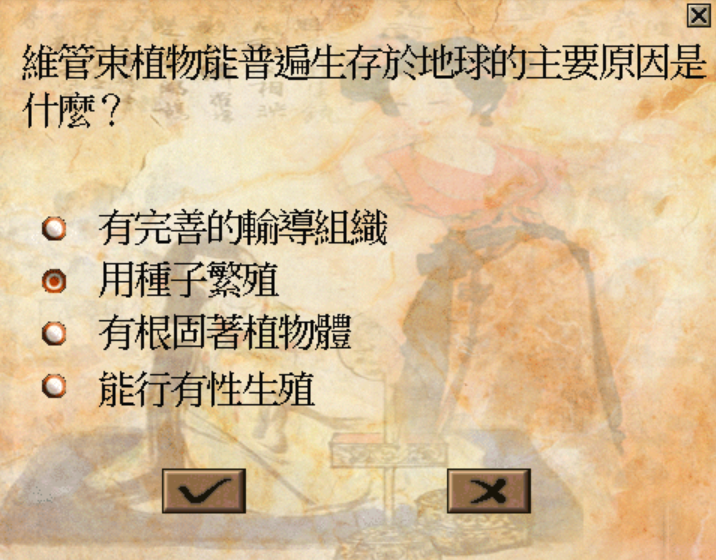 維管束植物能普遍生存於地球的主要原因是
什麼？
有完善的輸導組織
用種子繁殖
有根固著植物體
能行有性生殖